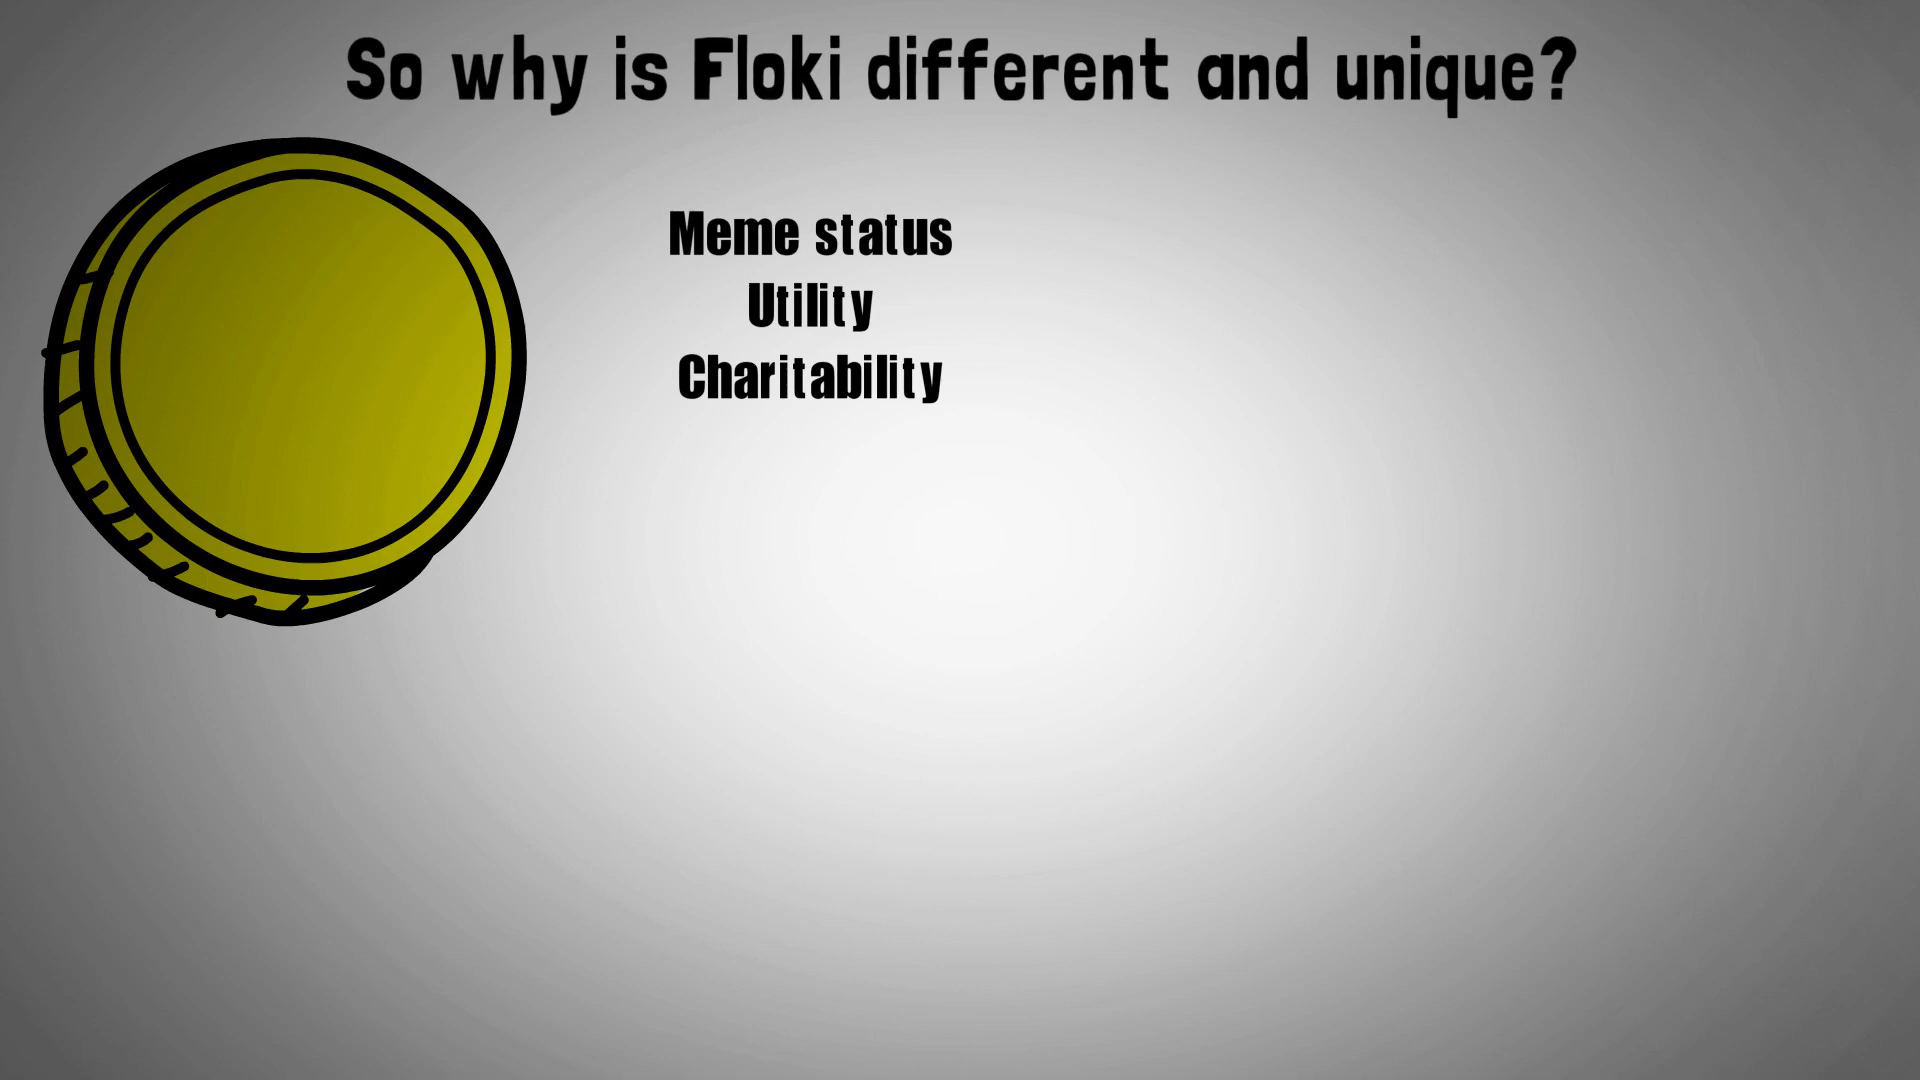 So why is Floki different and unique?
Meme status
Utility
Charitability